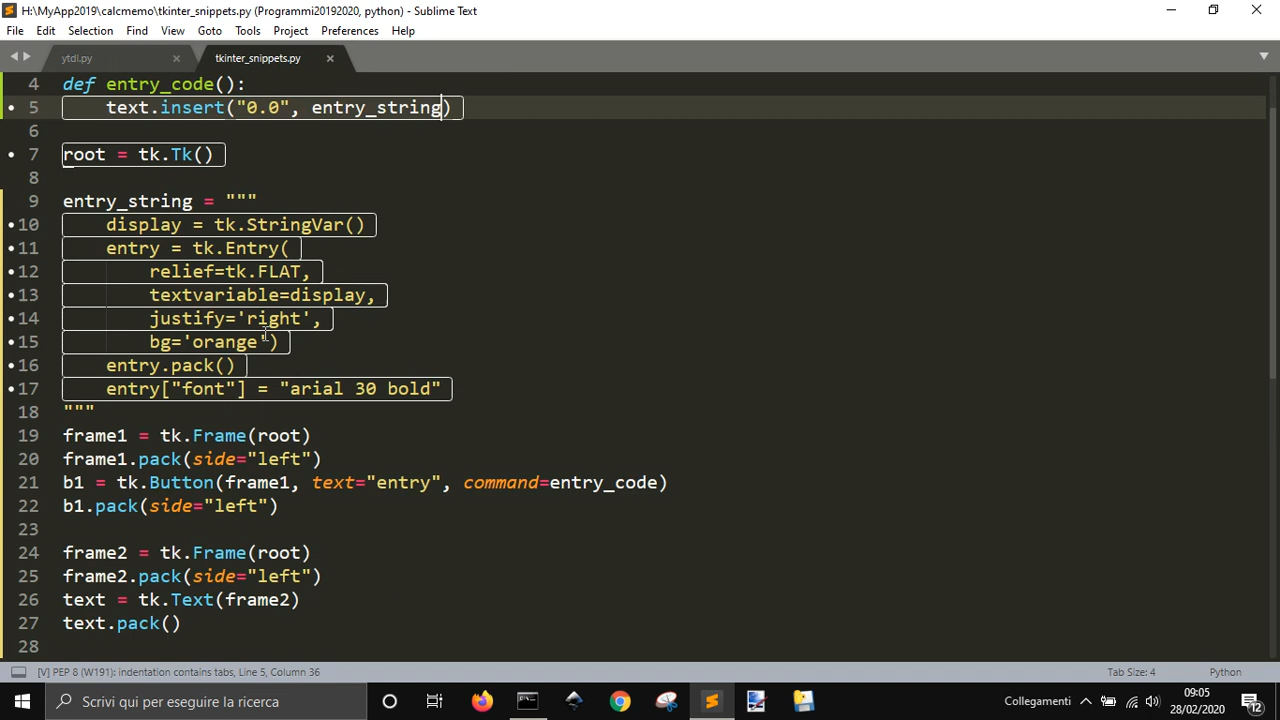 H:\MyApp2019\calcmemo\tkinter_snippets.py (Programmi20192020, python) - Sublime Text
File Edit Selection Find View Goto Tools Project Preferences Help
ytdl.py × tkinter_snippets.py ×
4 def entry_code():
5     text.insert("0.0", entry_string)
6
7 root = tk.Tk()
8
9 entry_string = """
10     display = tk.StringVar()
11     entry = tk.Entry(
12         relief=tk.FLAT,
13         textvariable=display,
14         justify='right',
15         bg='orange')
16     entry.pack()
17     entry["font"] = "arial 30 bold"
18 """
19 frame1 = tk.Frame(root)
20 frame1.pack(side="left")
21 b1 = tk.Button(frame1, text="entry", command=entry_code)
22 b1.pack(side="left")
23
24 frame2 = tk.Frame(root)
25 frame2.pack(side="left")
26 text = tk.Text(frame2)
27 text.pack()
28
[V] PEP 8 (W191): indentation contains tabs, Line 5, Column 36 Tab Size: 4 Python
Scrivi qui per eseguire la ricerca Collegamenti 09:05
28/02/2020 12